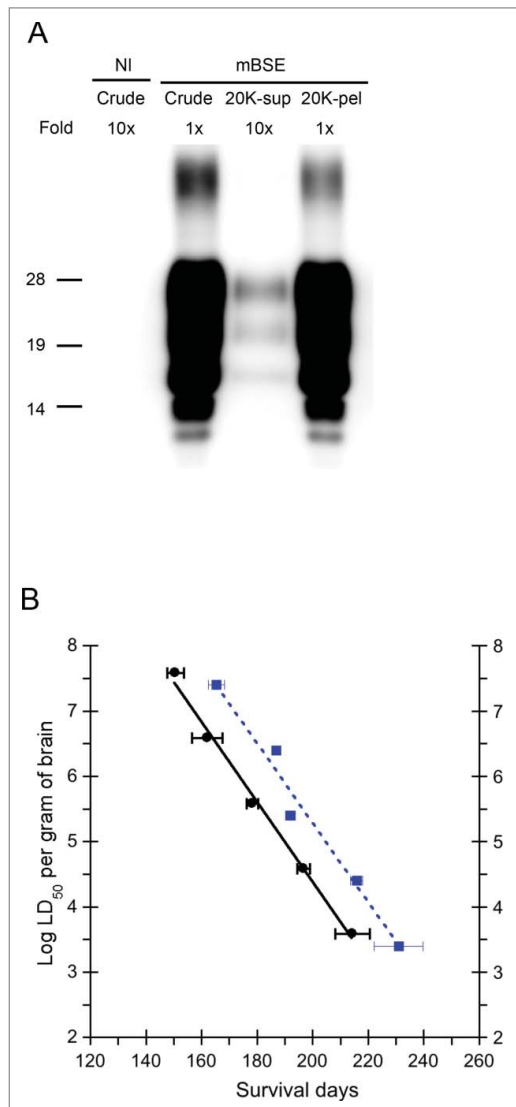 A
NI mBSE
Crude Crude 20K-sup 20K-pel
Fold 10x 1x 10x 1x
28
19
14
B
8 8
7 7
6 6
5 5
4 4
3 3
2 2
120 140 160 180 200 220 240 260
Log LD50 per gram of brain
Survival days